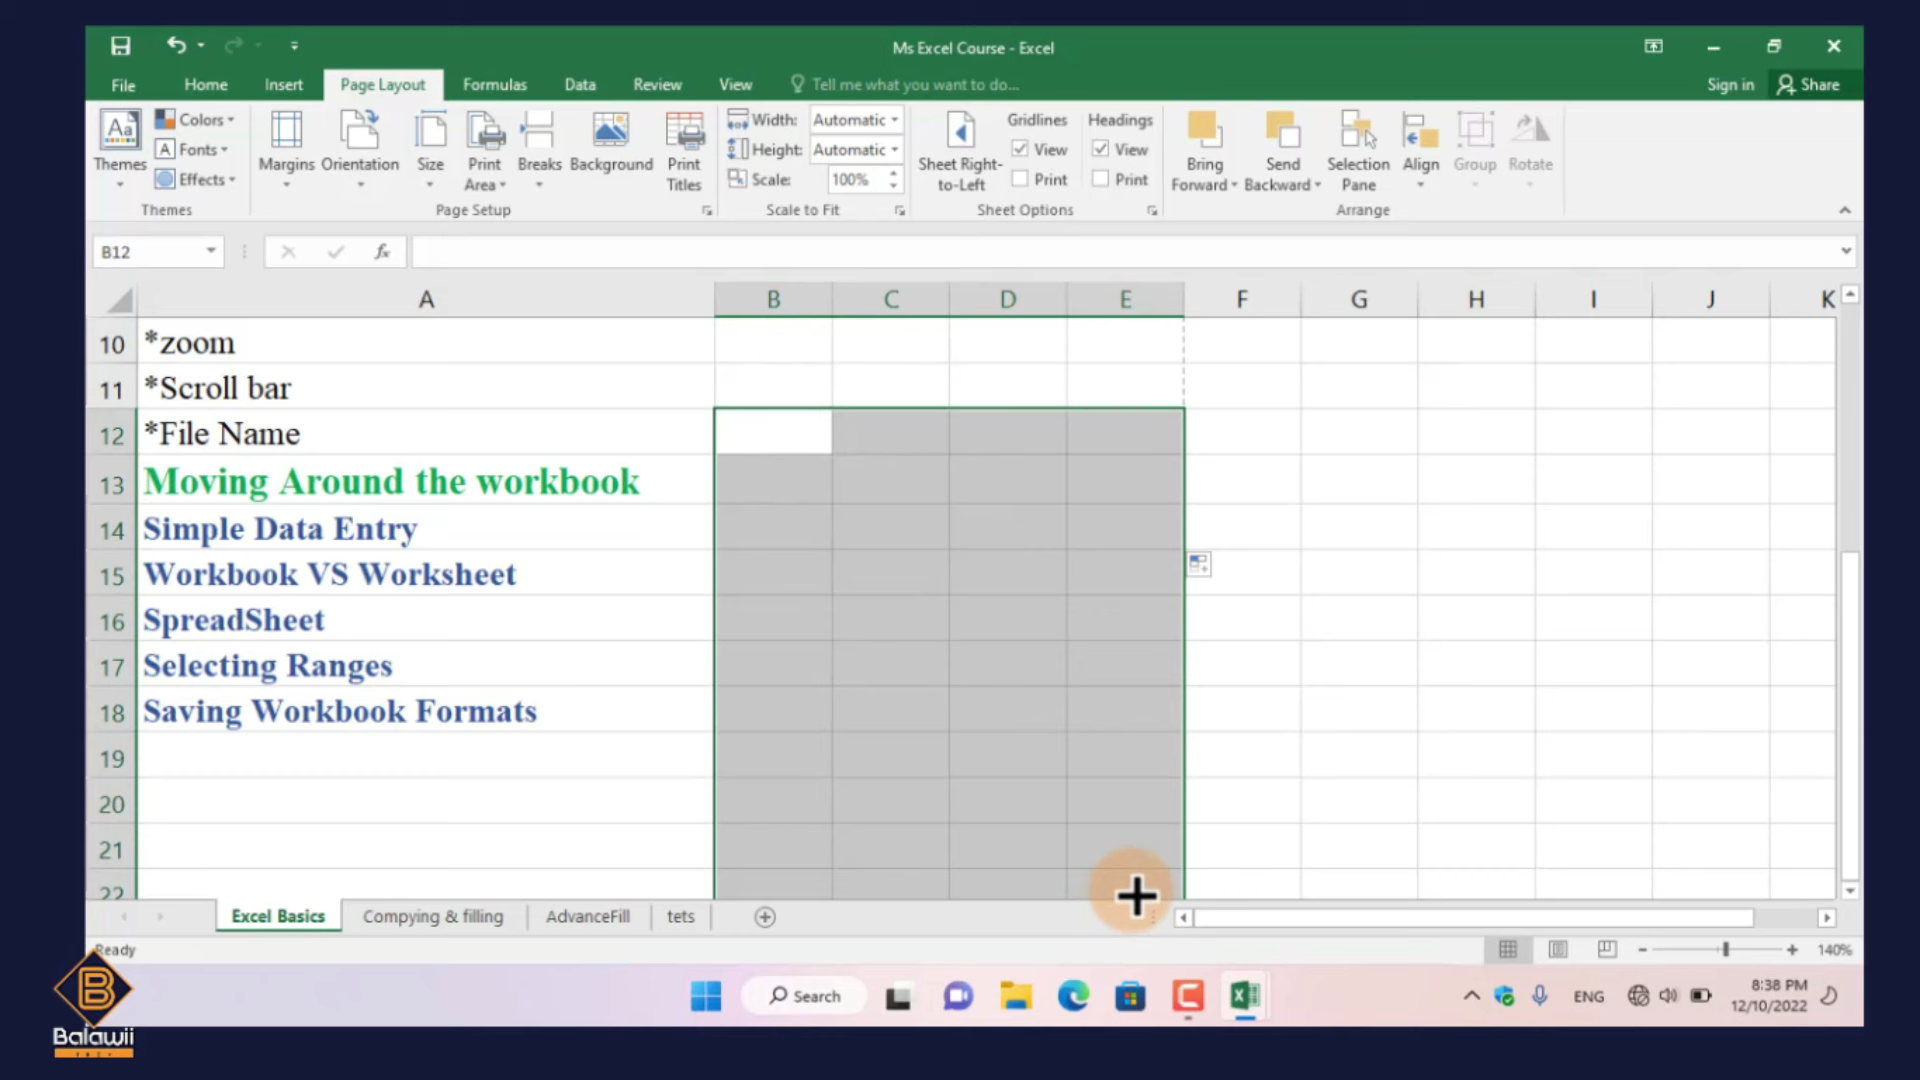 Ms Excel Course - Excel
File Home Insert Page Layout Formulas Data Review View Tell me what you want to do... Sign in Share
Themes
Colors
Fonts
Effects
Themes
Margins
Orientation
Size
Print Area
Breaks
Background
Print Titles
Page Setup
Width: Automatic
Height: Automatic
Scale: 100%
Scale to Fit
Sheet Right-to-Left
Gridlines
View
Print
Headings
View
Print
Sheet Options
Bring Forward
Send Backward
Selection Pane
Align
Group
Rotate
Arrange
B12 fx
A B C D E F G H I J K
10 *zoom
11 *Scroll bar
12 *File Name
13 Moving Around the workbook
14 Simple Data Entry
15 Workbook VS Worksheet
16 SpreadSheet
17 Selecting Ranges
18 Saving Workbook Formats
19
20
21
22
Excel Basics Compying & filling AdvanceFill tets
Ready 140%
Search ENG 8:38 PM
12/10/2022
B
Balawii